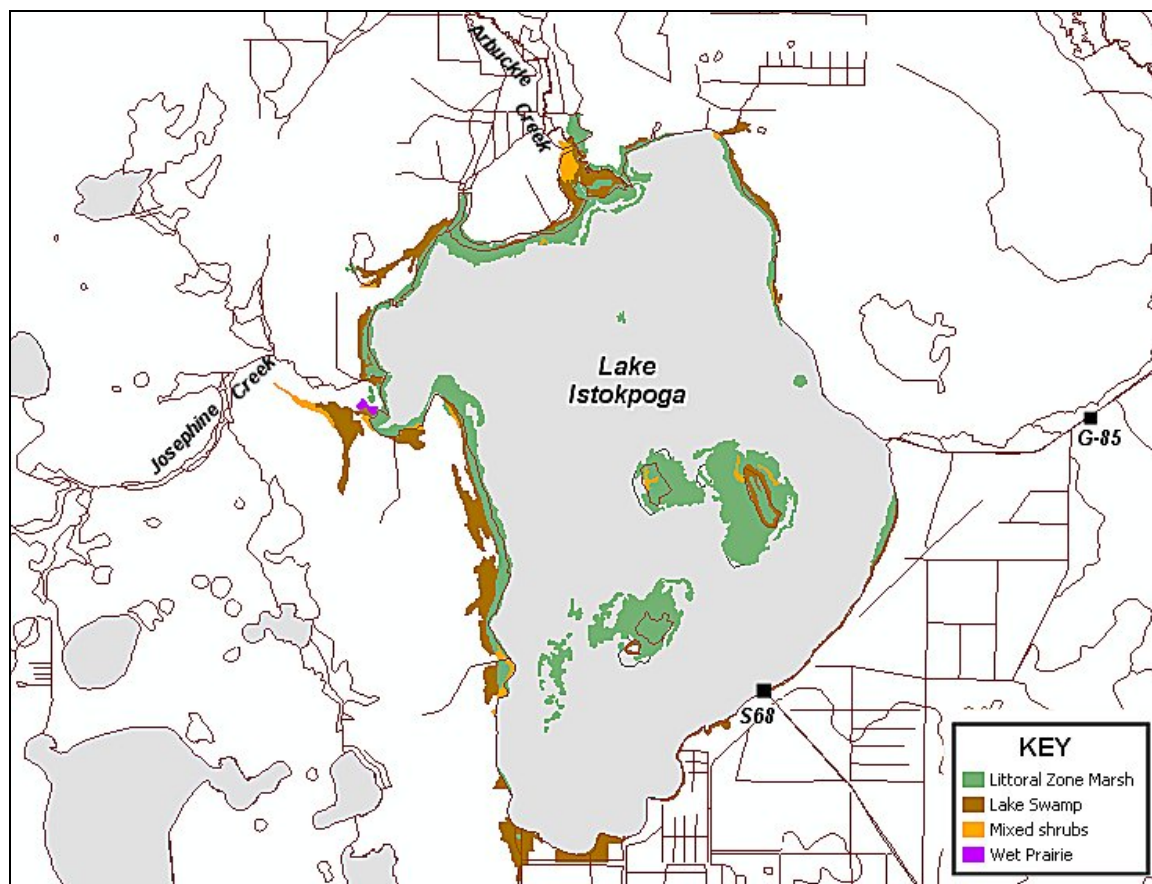 Arbuckle
Creek
Lake
Istokpoga
Josephine Creek
G-85
S68
KEY
Littoral Zone Marsh
Lake Swamp
Mixed shrubs
Wet Prairie